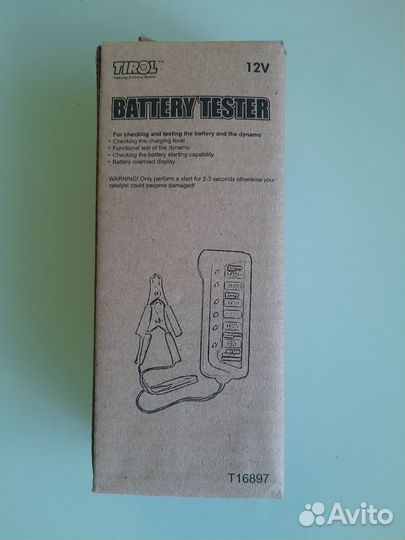 TIROL™
12V
BATTERY TESTER
For checking and testing the battery and the dynamo
• Checking the charging level
• Functional test of the dynamo
• Checking the battery starting capability.
• Battery overload display.
WARNING! Only perform a start for 2-3 seconds otherwise your
catalyst could become damaged!
T16897
Avito